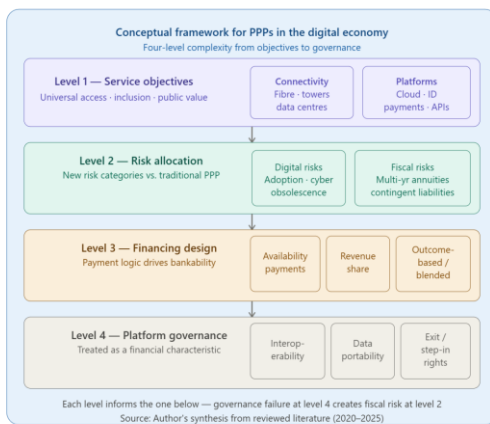 Conceptual framework for PPPs in the digital economy
Four-level complexity from objectives to governance
Level 1 — Service objectives
Universal access · inclusion · public value
Connectivity
Fibre · towers
data centres
Platforms
Cloud · ID
payments · APIs
Level 2 — Risk allocation
New risk categories vs. traditional PPP
Digital risks
Adoption · cyber
obsolescence
Fiscal risks
Multi-yr annuities
contingent liabilities
Level 3 — Financing design
Payment logic drives bankability
Availability
payments
Revenue
share
Outcome-
based /
blended
Level 4 — Platform governance
Treated as a financial characteristic
Interop-
erability
Data
portability
Exit /
step-in
rights
Each level informs the one below — governance failure at level 4 creates fiscal risk at level 2
Source: Author's synthesis from reviewed literature (2020–2025)